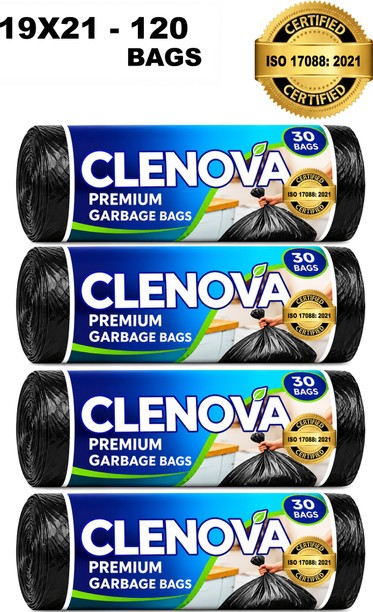 19X21 - 120
BAGS
CERTIFIED
ISO 17088: 2021
CERTIFIED
30
BAGS
CLENOVA
PREMIUM
GARBAGE BAGS
CERTIFIED
ISO 17088: 2021
CERTIFIED
30
BAGS
CLENOVA
PREMIUM
GARBAGE BAGS
CERTIFIED
ISO 17088: 2021
CERTIFIED
30
BAGS
CLENOVA
PREMIUM
GARBAGE BAGS
CERTIFIED
ISO 17088: 2021
CERTIFIED
30
BAGS
CLENOVA
PREMIUM
GARBAGE BAGS
CERTIFIED
ISO 17088: 2021
CERTIFIED